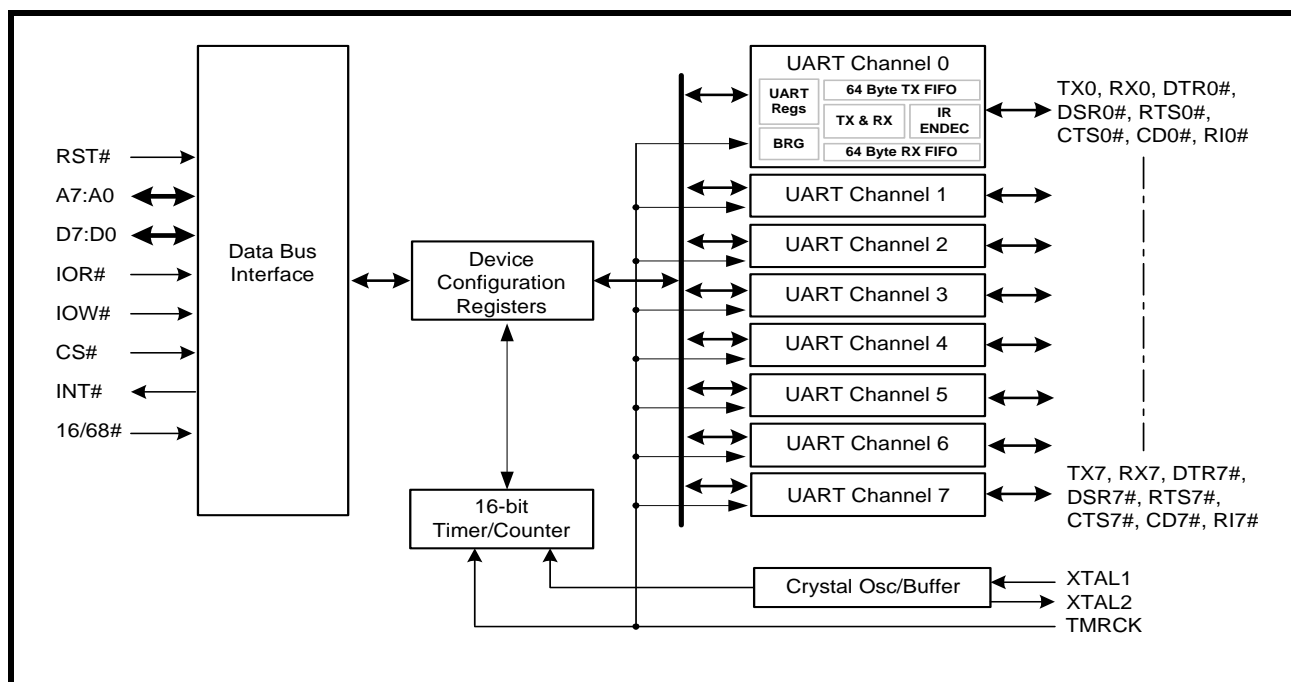 RST#
A7:A0
D7:D0
IOR#
IOW#
CS#
INT#
16/68#
Data Bus
Interface
Device
Configuration
Registers
16-bit
Timer/Counter
UART Channel 0
UART
Regs
BRG
64 Byte TX FIFO
TX & RX
IR
ENDEC
64 Byte RX FIFO
UART Channel 1
UART Channel 2
UART Channel 3
UART Channel 4
UART Channel 5
UART Channel 6
UART Channel 7
Crystal Osc/Buffer
TX0, RX0, DTR0#,
DSR0#, RTS0#,
CTS0#, CD0#, RI0#
TX7, RX7, DTR7#,
DSR7#, RTS7#,
CTS7#, CD7#, RI7#
XTAL1
XTAL2
TMRCK